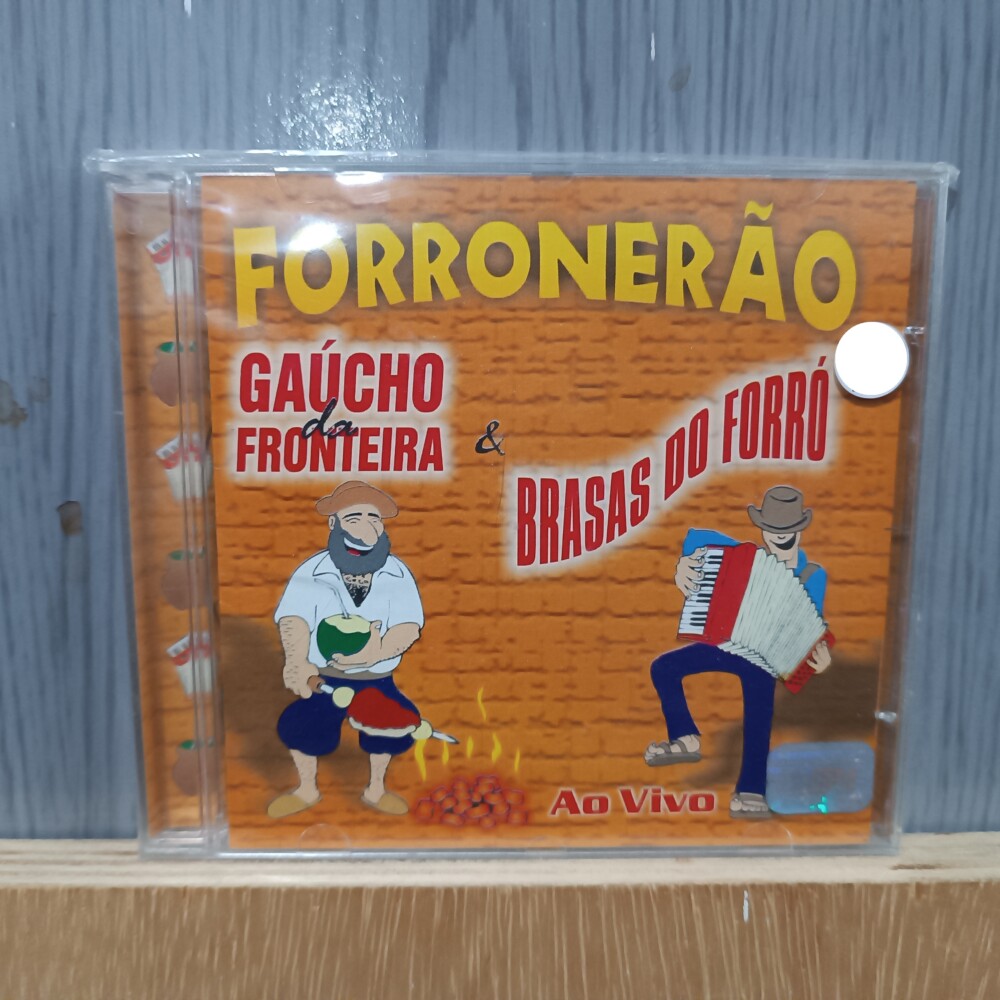 FORRONERÃO
GAÚCHO
da
FRONTEIRA
&
BRASAS DO FORRÓ
Ao Vivo